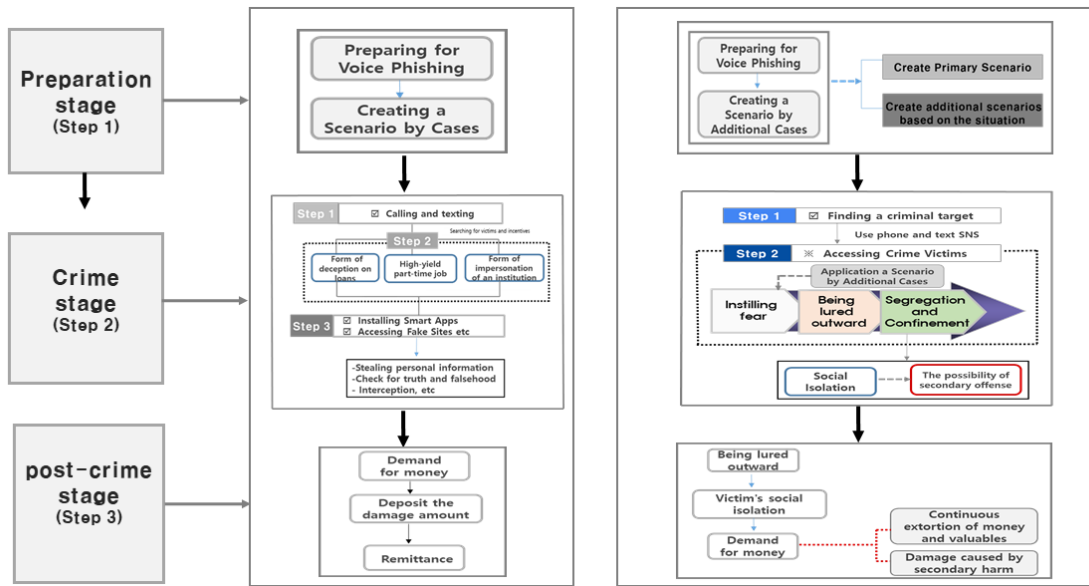 Preparation
stage
(Step 1)
Crime
stage
(Step 2)
post-crime
stage
(Step 3)
Preparing for
Voice Phishing
Creating a
Scenario by Cases
Step 1
☑ Calling and texting
Searching for victims and incentives
Step 2
Form of
deception on
loans
High-yield
part-time job
Form of
impersonation
of an institution
Step 3
☑ Installing Smart Apps
☑ Accessing Fake Sites etc
-Stealing personal information
-Check for truth and falsehood
- Interception, etc
Demand
for money
Deposit the
damage amount
Remittance
Preparing for
Voice Phishing
Creating a
Scenario by
Additional Cases
Create Primary Scenario
Create additional scenarios
based on the situation
Step 1
☑ Finding a criminal target
Use phone and text SNS
Step 2
※ Accessing Crime Victims
Application a Scenario
by Additional Cases
Instilling
fear
Being
lured
outward
Segregation
and
Confinement
Social
Isolation
The possibility of
secondary offense
Being lured
outward
Victim's social
isolation
Demand
for money
Continuous
extortion of money
and valuables
Damage caused by
secondary harm